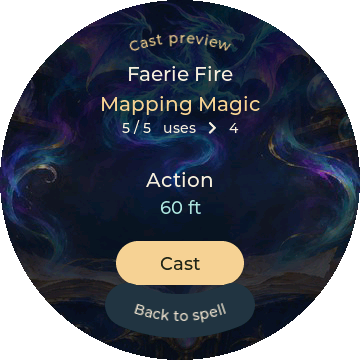 Cast preview
Faerie Fire
Mapping Magic
5 / 5 uses > 4
Action
60 ft
Cast
Back to spell